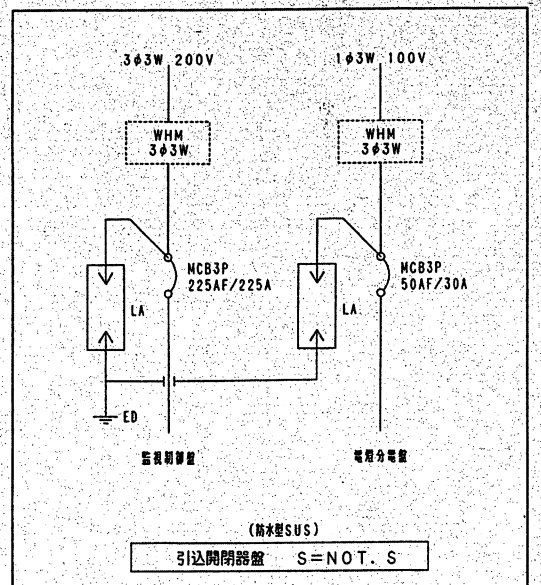 3φ3W 200V
1φ3W 100V
WHM
3φ3W
WHM
3φ3W
MCB3P
225AF/225A
LA
MCB3P
50AF/30A
LA
ED
監視制御盤
電燈分電盤
(防水型SUS)
引込開閉器盤 S=NOT. S